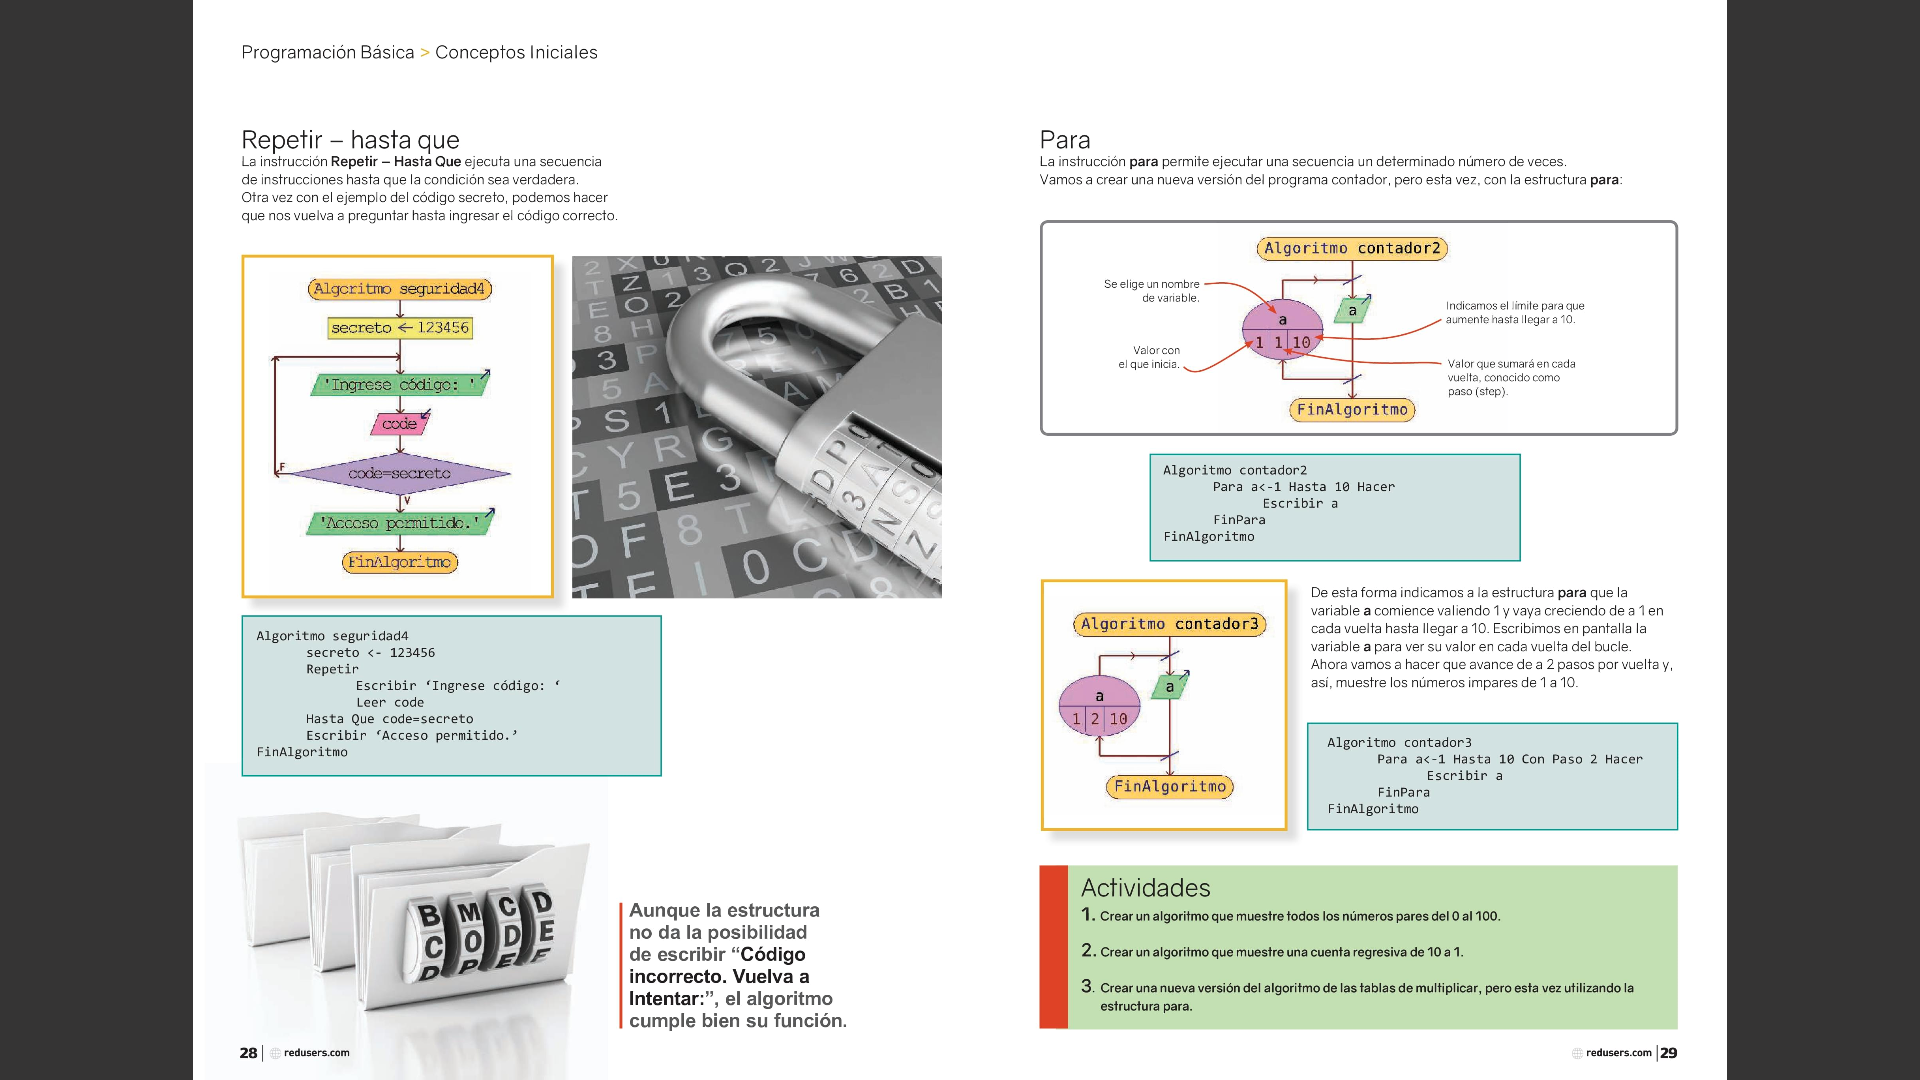 Programación Básica > Conceptos Iniciales
Repetir – hasta que
La instrucción Repetir – Hasta Que ejecuta una secuencia
de instrucciones hasta que la condición sea verdadera.
Otra vez con el ejemplo del código secreto, podemos hacer
que nos vuelva a preguntar hasta ingresar el código correcto.
Algoritmo seguridad4
secreto ← 123456
'Ingrese código: '
code
code=secreto
F
V
'Acceso permitido.'
FinAlgoritmo
Algoritmo seguridad4
secreto <- 123456
Repetir
Escribir ‘Ingrese código: ‘
Leer code
Hasta Que code=secreto
Escribir ‘Acceso permitido.’
FinAlgoritmo
B M C D
C O D E
Aunque la estructura
no da la posibilidad
de escribir “Código
incorrecto. Vuelva a
Intentar:”, el algoritmo
cumple bien su función.
28 | redusers.com
Para
La instrucción para permite ejecutar una secuencia un determinado número de veces.
Vamos a crear una nueva versión del programa contador, pero esta vez, con la estructura para:
Algoritmo contador2
Se elige un nombre
de variable.
a
a
1 1 10
Indicamos el límite para que
aumente hasta llegar a 10.
Valor con
el que inicia.
Valor que sumará en cada
vuelta, conocido como
paso (step).
FinAlgoritmo
Algoritmo contador2
Para a<-1 Hasta 10 Hacer
Escribir a
FinPara
FinAlgoritmo
Algoritmo contador3
a
a
1 2 10
FinAlgoritmo
De esta forma indicamos a la estructura para que la
variable a comience valiendo 1 y vaya creciendo de a 1 en
cada vuelta hasta llegar a 10. Escribimos en pantalla la
variable a para ver su valor en cada vuelta del bucle.
Ahora vamos a hacer que avance de a 2 pasos por vuelta y,
así, muestre los números impares de 1 a 10.
Algoritmo contador3
Para a<-1 Hasta 10 Con Paso 2 Hacer
Escribir a
FinPara
FinAlgoritmo
Actividades
1. Crear un algoritmo que muestre todos los números pares del 0 al 100.
2. Crear un algoritmo que muestre una cuenta regresiva de 10 a 1.
3. Crear una nueva versión del algoritmo de las tablas de multiplicar, pero esta vez utilizando la
estructura para.
redusers.com | 29